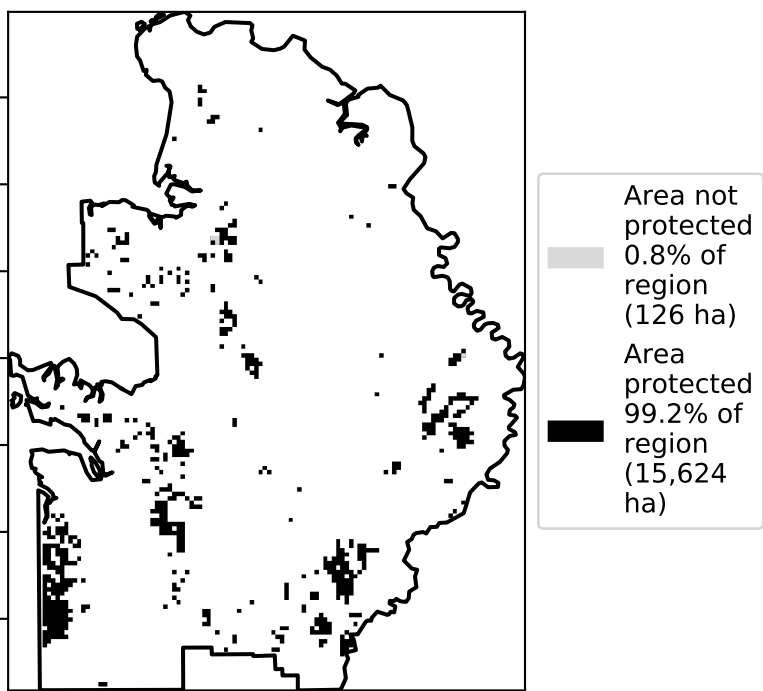 Area not
protected
0.8% of
region
(126 ha)
Area
protected
99.2% of
region
(15,624
ha)